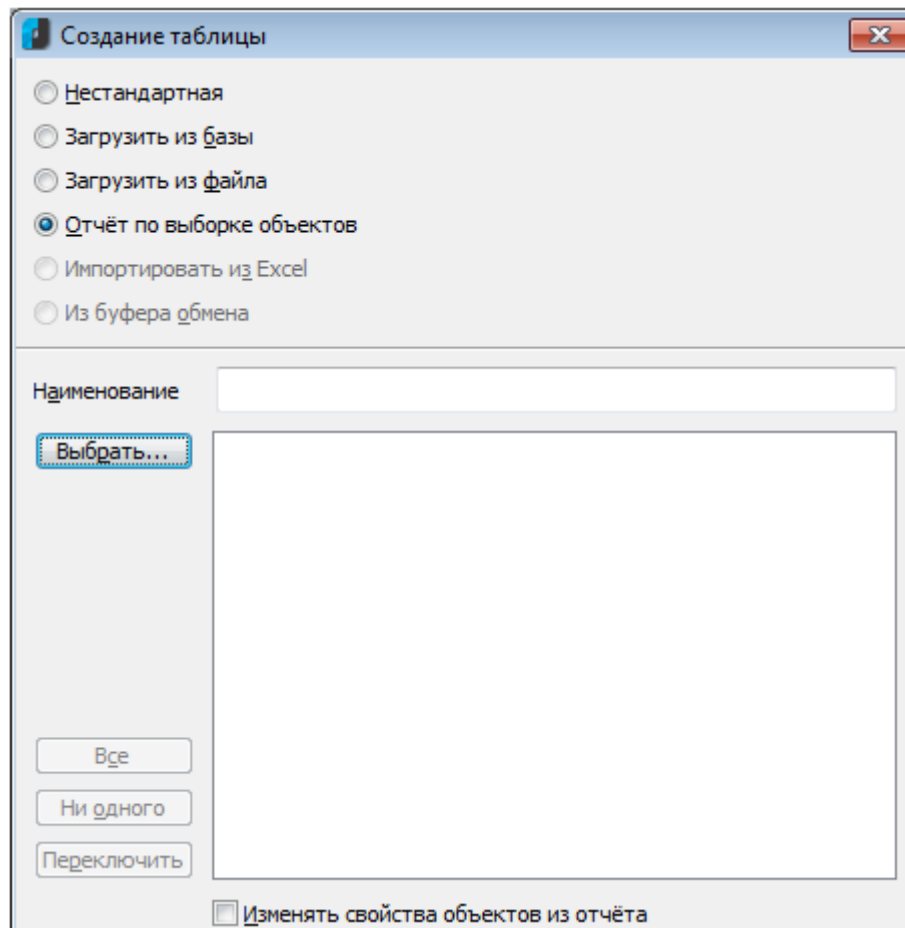 Создание таблицы
Нестандартная
Загрузить из базы
Загрузить из файла
Отчёт по выборке объектов
Импортировать из Excel
Из буфера обмена
Наименование
Выбрать...
Все
Ни одного
Переключить
Изменять свойства объектов из отчёта